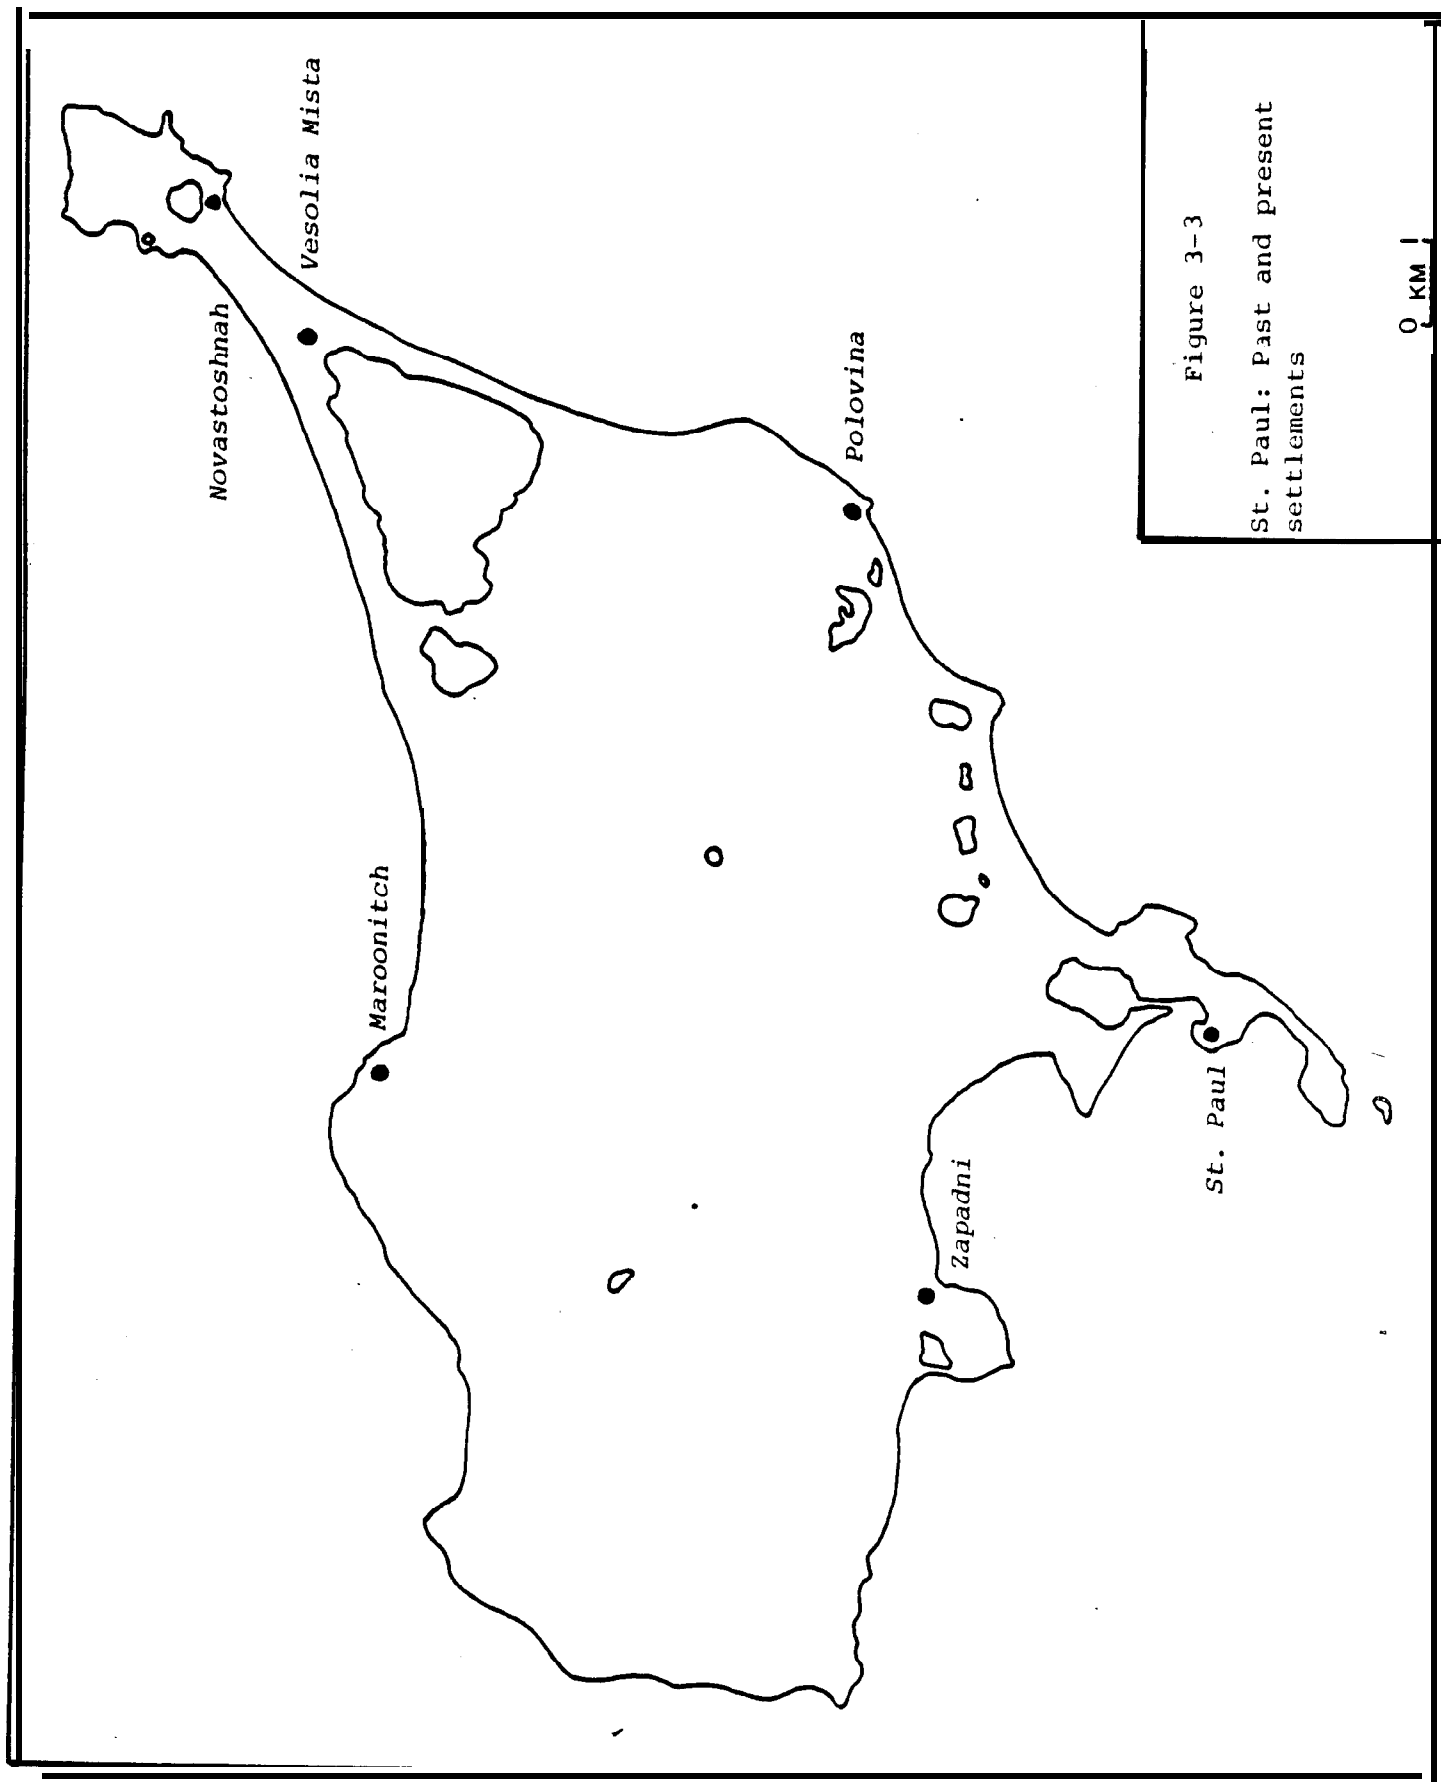 Novastoshnah
Vesolia Mista
Maroonitch
Polovina
Zapadni
St. Paul
Figure 3-3
St. Paul: Past and present
settlements
0 KM 1